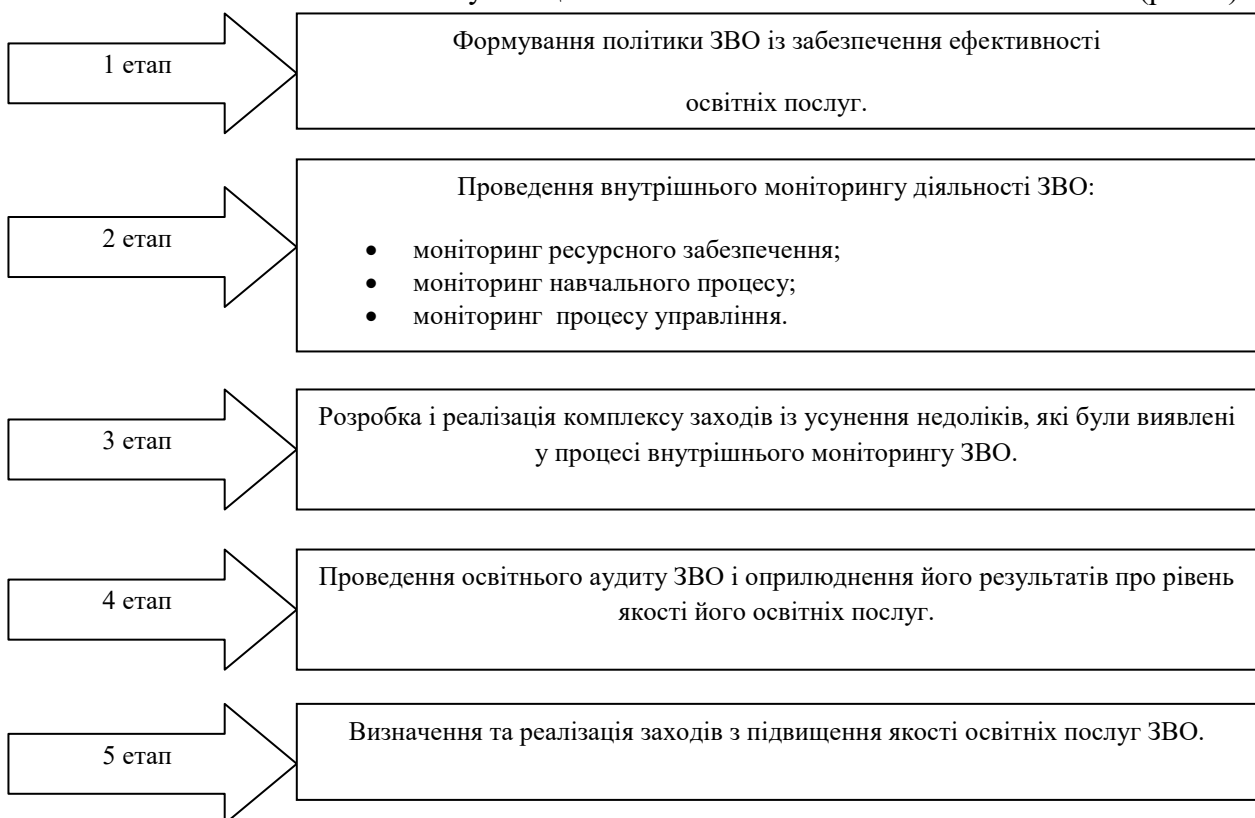 1 етап
Формування політики ЗВО із забезпечення ефективності
освітніх послуг.
2 етап
Проведення внутрішнього моніторингу діяльності ЗВО:
• моніторинг ресурсного забезпечення;
• моніторинг навчального процесу;
• моніторинг процесу управління.
3 етап
Розробка і реалізація комплексу заходів із усунення недоліків, які були виявлені
у процесі внутрішнього моніторингу ЗВО.
4 етап
Проведення освітнього аудиту ЗВО і оприлюднення його результатів про рівень
якості його освітніх послуг.
5 етап
Визначення та реалізація заходів з підвищення якості освітніх послуг ЗВО.